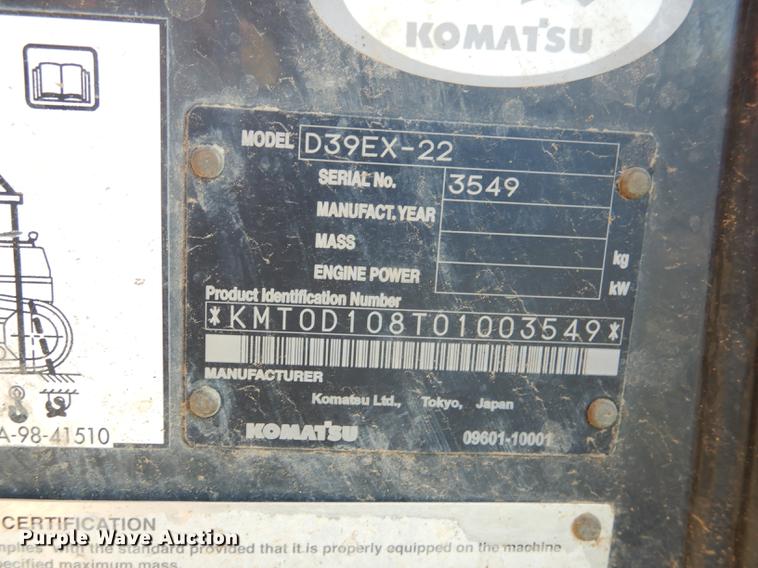 KOMATSU
MODEL D39EX-22
SERIAL No. 3549
MANUFACT. YEAR
MASS kg
ENGINE POWER kW
Product Identification Number
*KMT0D108T01003549*
MANUFACTURER
Komatsu Ltd., Tokyo, Japan
KOMATSU 09601-10001
A-98-41510
CERTIFICATION
mplies with the standard provided that it is properly equipped on the machine
specified maximum mass.
Purple Wave Auction